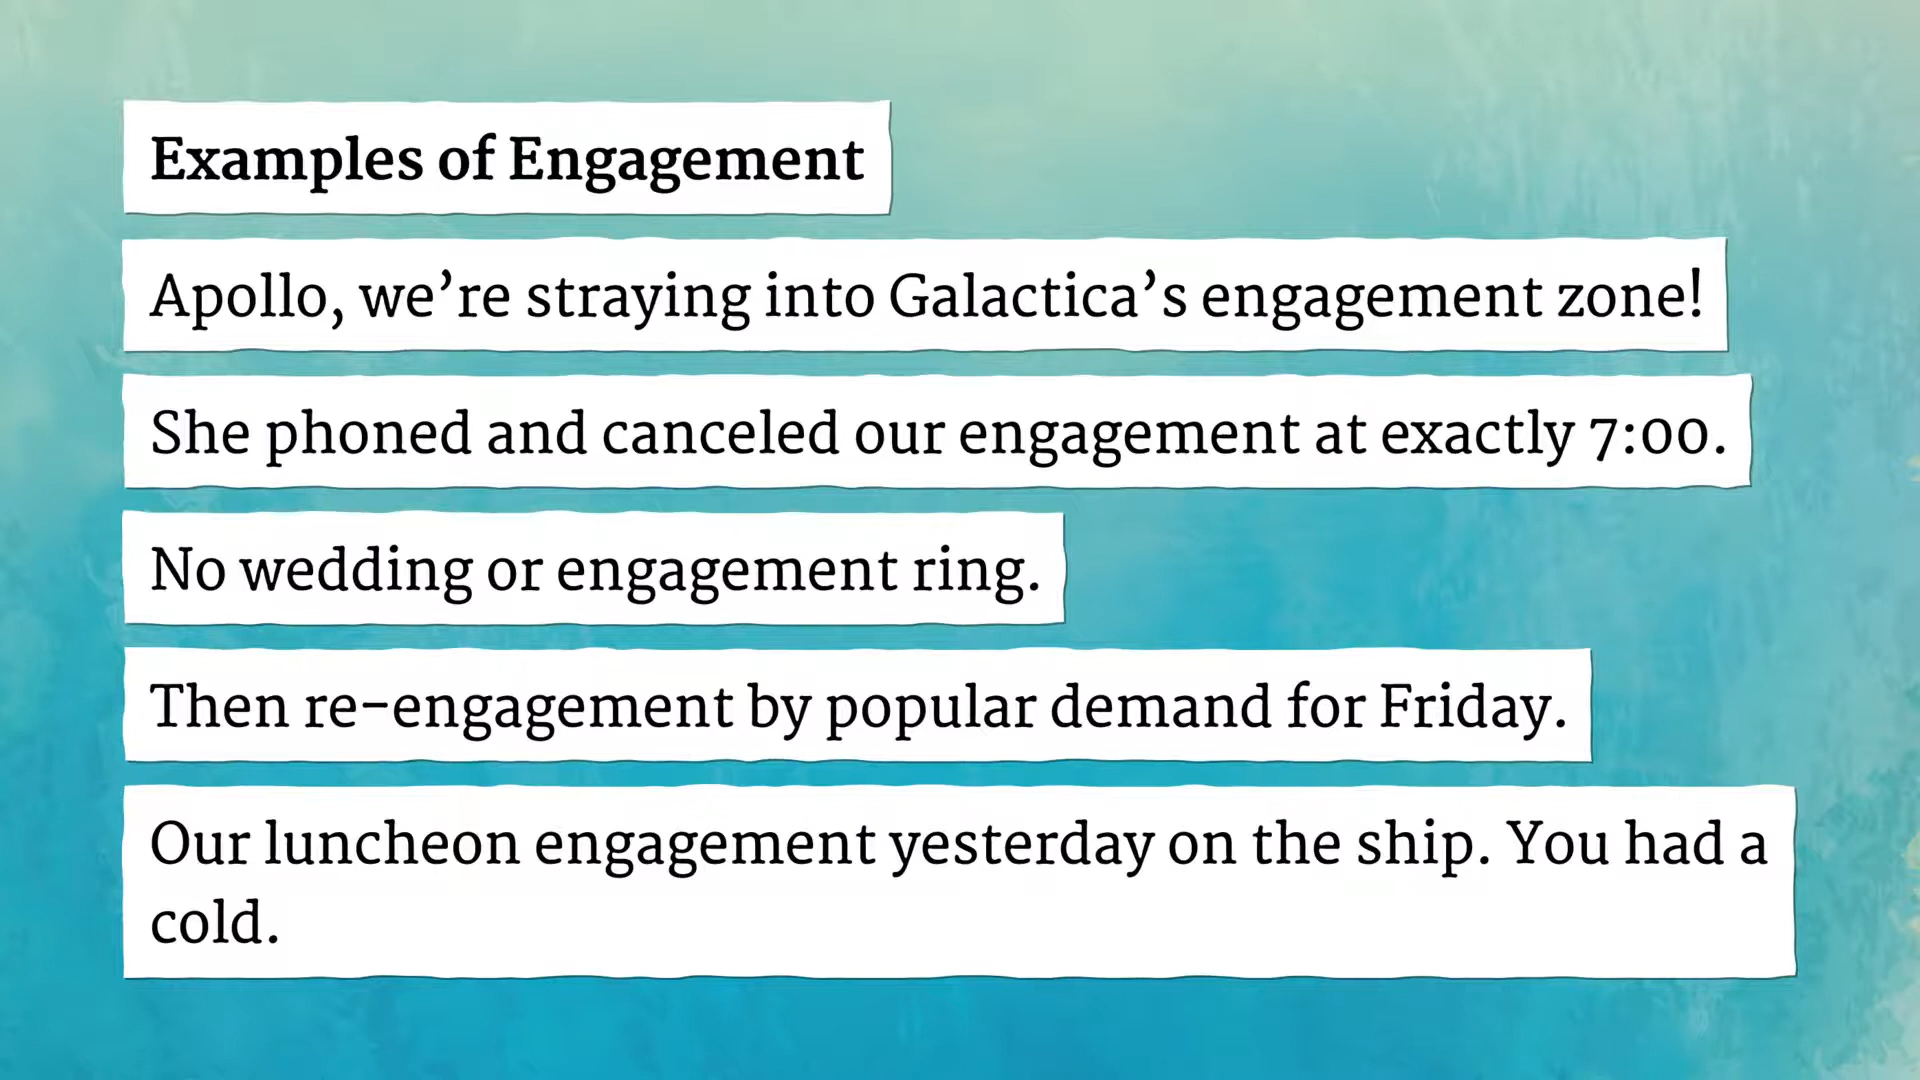 Examples of Engagement
Apollo, we’re straying into Galactica’s engagement zone!
She phoned and canceled our engagement at exactly 7:00.
No wedding or engagement ring.
Then re-engagement by popular demand for Friday.
Our luncheon engagement yesterday on the ship. You had a
cold.